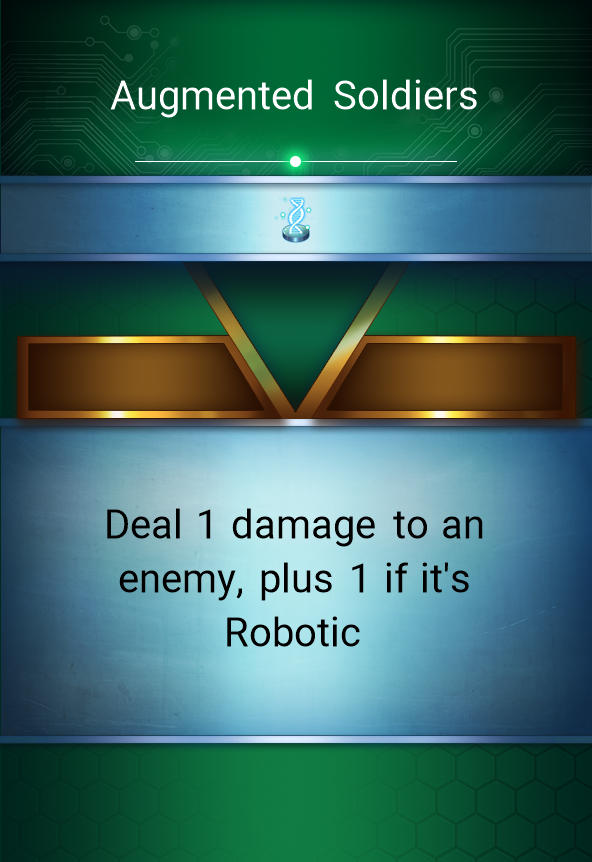 Augmented Soldiers
Deal 1 damage to an
enemy, plus 1 if it's
Robotic